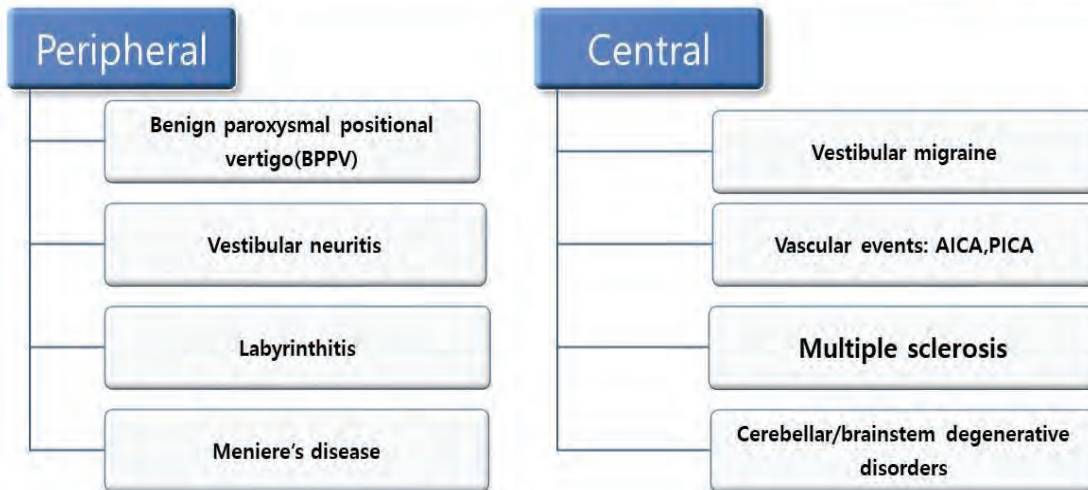 Peripheral
Benign paroxysmal positional
vertigo(BPPV)
Vestibular neuritis
Labyrinthitis
Meniere's disease
Central
Vestibular migraine
Vascular events: AICA,PICA
Multiple sclerosis
Cerebellar/brainstem degenerative
disorders